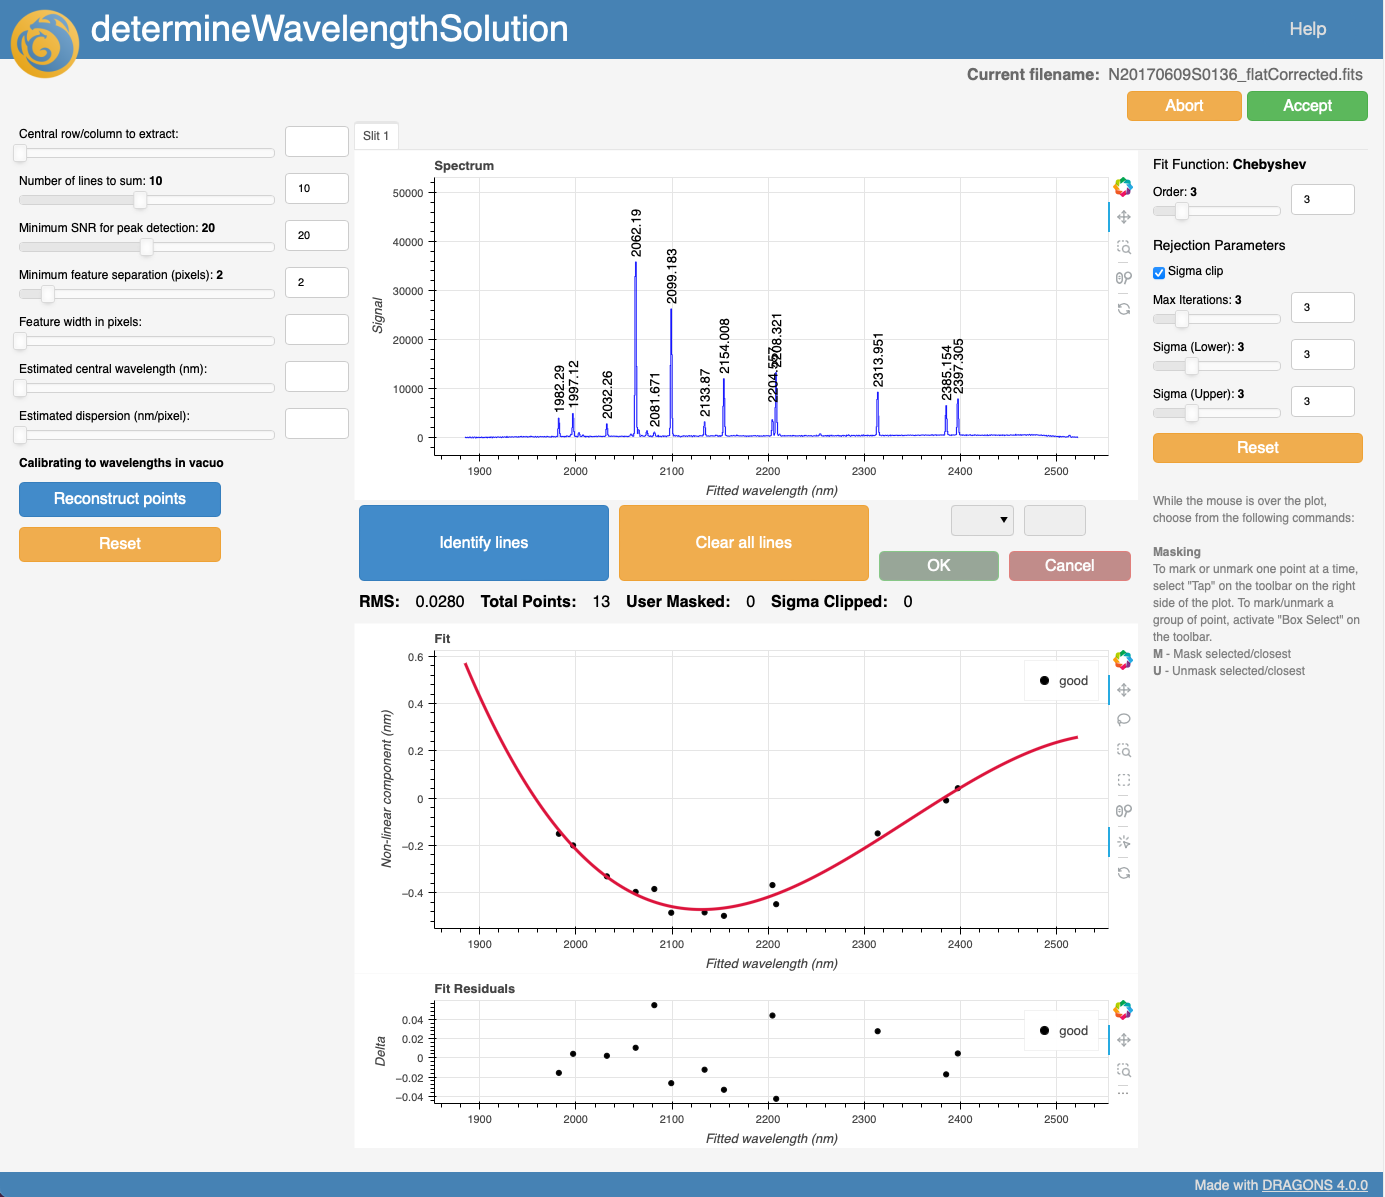 determineWavelengthSolution
Help
Current filename: N20170609S0136_flatCorrected.fits
Abort
Accept
Central row/column to extract:
Number of lines to sum: 10
10
Minimum SNR for peak detection: 20
20
Minimum feature separation (pixels): 2
2
Feature width in pixels:
Estimated central wavelength (nm):
Estimated dispersion (nm/pixel):
Calibrating to wavelengths in vacuo
Reconstruct points
Reset
Slit 1
Spectrum
Signal
50000
40000
30000
20000
10000
0
1982.29
1997.12
2032.26
2062.19
2081.671
2099.183
2133.87
2154.008
2208.321
2313.951
2385.154
2397.305
1900 2000 2100 2200 2300 2400 2500
Fitted wavelength (nm)
Identify lines
Clear all lines
OK
Cancel
RMS: 0.0280 Total Points: 13 User Masked: 0 Sigma Clipped: 0
Fit
Non-linear component (nm)
0.6
0.4
0.2
0
−0.2
−0.4
good
1900 2000 2100 2200 2300 2400 2500
Fitted wavelength (nm)
Fit Residuals
Delta
0.04
0.02
0
−0.02
−0.04
good
1900 2000 2100 2200 2300 2400 2500
Fitted wavelength (nm)
Fit Function: Chebyshev
Order: 3
3
Rejection Parameters
Sigma clip
Max Iterations: 3
3
Sigma (Lower): 3
3
Sigma (Upper): 3
3
Reset
While the mouse is over the plot,
choose from the following commands:
Masking
To mark or unmark one point at a time,
select "Tap" on the toolbar on the right
side of the plot. To mark/unmark a
group of point, activate "Box Select" on
the toolbar.
M - Mask selected/closest
U - Unmask selected/closest
Made with DRAGONS 4.0.0